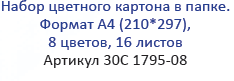 Набор цветного картона в папке.
Формат А4 (210*297),
8 цветов, 16 листов
Артикул 30С 1795-08